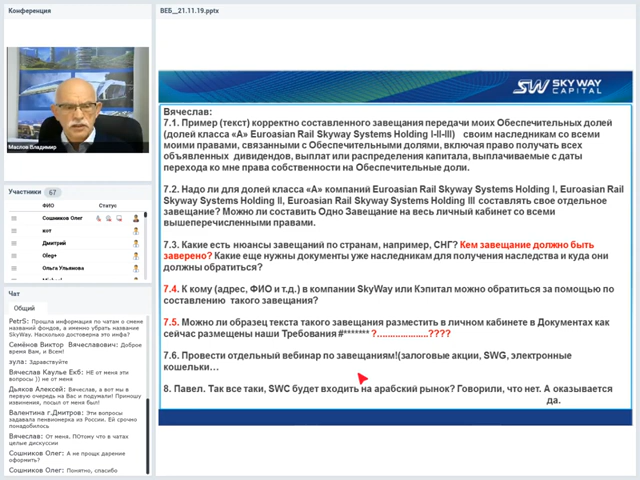 Конференция
ВЕБ__21.11.19.pptx
SKY WAY
CAPITAL
Маслов Владимир
Участники 67
ФИО Статус
Сошников Олег
кот
Дмитрий
Oleg+
Ольга Ульянова
Чат
Общий
PetrS: Прошла информация по чатам о смене
названий фондов, а именно убрать название
SkyWay. Насколько достоверна это инфа?
Семёнов Виктор Вячеславович: Доброе
время Вам, и Всем!
зула: Здравствуйте
Вячеслав Каулье Екб: НЕ от меня эти
вопросы )) не от меня
Дьяков Алексей: Вячеслав, а вот мы в
первую очередь на Вас и подумали! Приношу
извинения, посыл от меня был!
Валентина г.Дмитров: Эти вопросы
задавала пенвионерка из России. Ей срочно
понадобилось
Вячеслав: От меня. ПОтому что в чатах
целые дискуссии
Сошников Олег: А не проще дарение
оформить?
Сошников Олег: Понятно, спасибо
Вячеслав:
7.1. Пример (текст) корректно составленного завещания передачи моих Обеспечительных долей
(долей класса «А» Euroasian Rail Skyway Systems Holding I-II-III) своим наследникам со всеми
моими правами, связанными с Обеспечительными долями, включая право получать всех
объявленных дивидендов, выплат или распределения капитала, выплачиваемые с даты
перехода ко мне права собственности на Обеспечительные доли.
7.2. Надо ли для долей класса «А» компаний Euroasian Rail Skyway Systems Holding I, Euroasian Rail
Skyway Systems Holding II, Euroasian Rail Skyway Systems Holding III составлять свое отдельное
завещание? Можно ли составить Одно Завещание на весь личный кабинет со всеми
вышеперечисленными правами.
7.3. Какие есть нюансы завещаний по странам, например, СНГ? Кем завещание должно быть
заверено? Какие еще нужны документы уже наследникам для получения наследства и куда они
должны обратиться?
7.4. К кому (адрес, ФИО и т.д.) в компании SkyWay или Кэпитал можно обратиться за помощью по
составлению такого завещания?
7.5. Можно ли образец текста такого завещания разместить в личном кабинете в Документах как
сейчас размещены наши Требования #******* ?....................????
7.6. Провести отдельный вебинар по завещаниям!(залоговые акции, SWG, электронные
кошельки…
8. Павел. Так все таки, SWC будет входить на арабский рынок? Говорили, что нет. А оказывается
да.